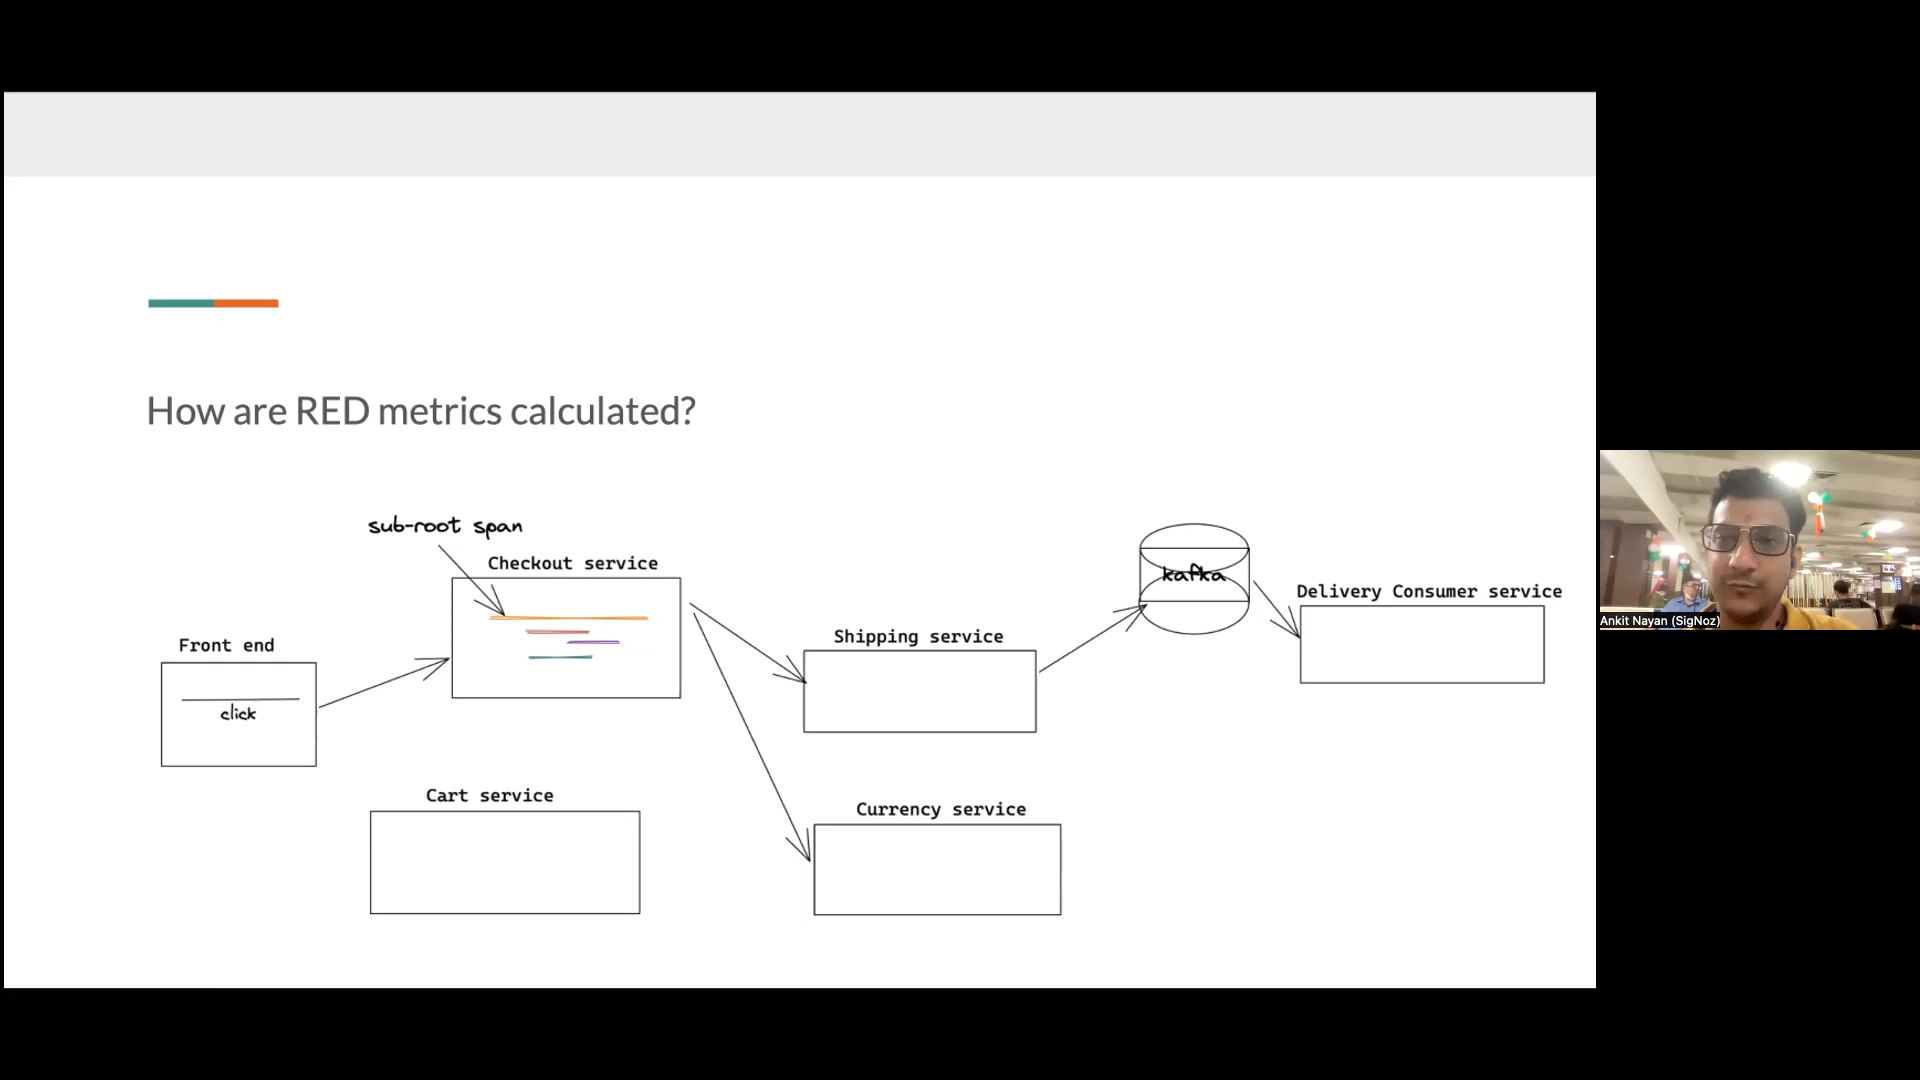 How are RED metrics calculated?
sub-root span
Checkout service
kafka
Delivery Consumer service
Shipping service
Front end
click
Cart service
Currency service
Ankit Nayan (SigNoz)